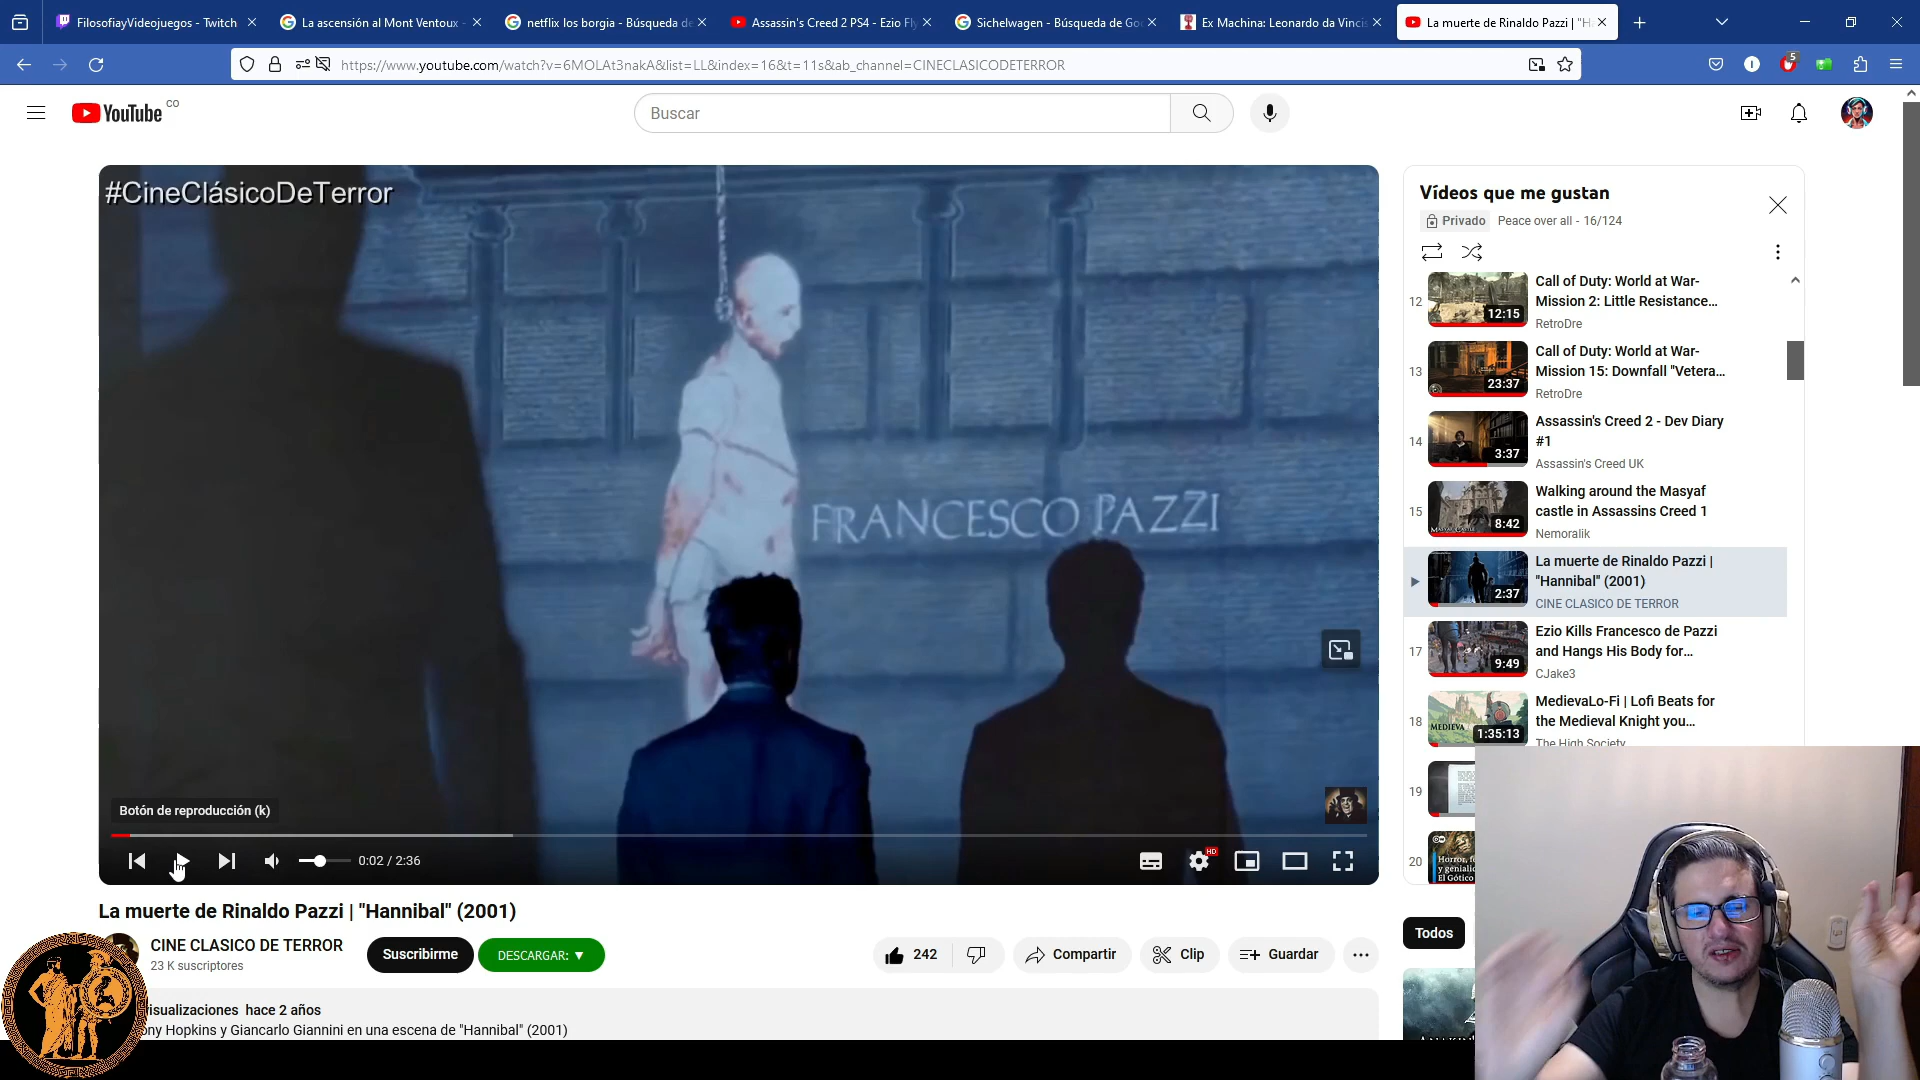 FilosofiayVideojuegos - Twitch
La ascensión al Mont Ventoux -
netflix los borgia - Búsqueda de
Assassin's Creed 2 PS4 - Ezio Fly
Sichelwagen - Búsqueda de Go
Ex Machina: Leonardo da Vincis
La muerte de Rinaldo Pazzi | "H
https://www.youtube.com/watch?v=6MOLAt3nakA&list=LL&index=16&t=11s&ab_channel=CINECLASICODETERROR
5
YouTube CO
Buscar
#CineClásicoDeTerror
FRANCESCO PAZZI
Botón de reproducción (k)
0:02 / 2:36
HD
La muerte de Rinaldo Pazzi | "Hannibal" (2001)
CINE CLASICO DE TERROR
23 K suscriptores
Suscribirme
DESCARGAR: ▼
242
Compartir
Clip
Guardar
isualizaciones hace 2 años
ony Hopkins y Giancarlo Giannini en una escena de "Hannibal" (2001)
Vídeos que me gustan
Privado
Peace over all - 16/124
12
12:15
Call of Duty: World at War-
Mission 2: Little Resistance...
RetroDre
13
23:37
Call of Duty: World at War-
Mission 15: Downfall "Vetera...
RetroDre
14
3:37
Assassin's Creed 2 - Dev Diary
#1
Assassin's Creed UK
15
8:42
Walking around the Masyaf
castle in Assassins Creed 1
Nemoralik
2:37
La muerte de Rinaldo Pazzi |
"Hannibal" (2001)
CINE CLASICO DE TERROR
17
9:49
Ezio Kills Francesco de Pazzi
and Hangs His Body for...
CJake3
18
MEDIEVA
1:35:13
MedievaLo-Fi | Lofi Beats for
the Medieval Knight you...
The High Society
19
20
Horror, f
y geniali
El Gótico
Todos